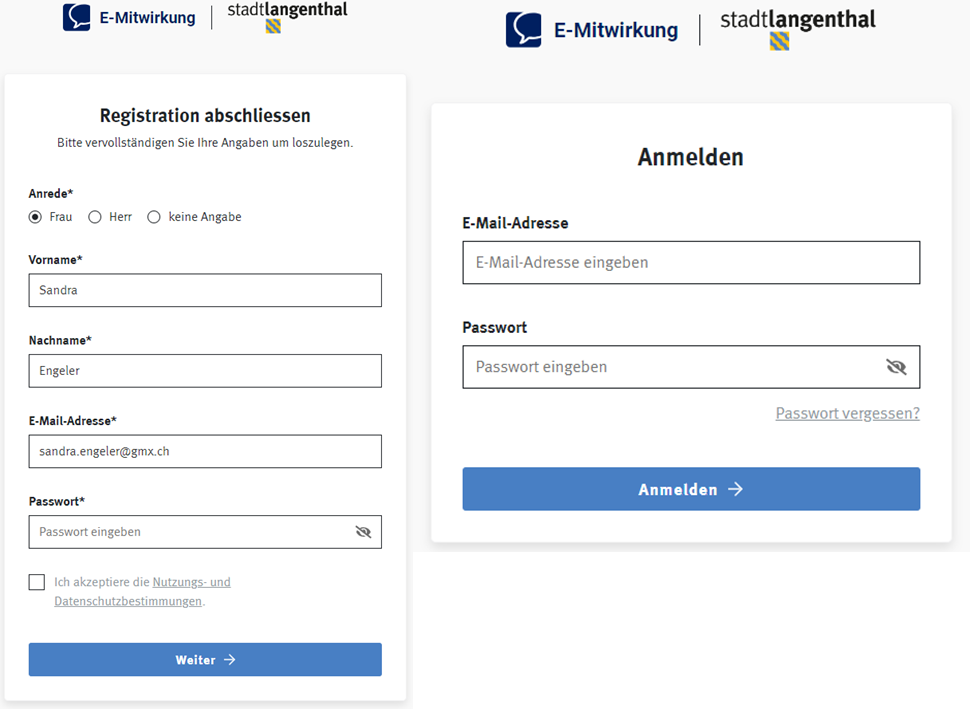 E-Mitwirkung
stadtlangenthal
Registration abschliessen
Bitte vervollständigen Sie Ihre Angaben um loszulegen.
Anrede*
Frau Herr keine Angabe
Vorname*
Sandra
Nachname*
Engeler
E-Mail-Adresse*
sandra.engeler@gmx.ch
Passwort*
Passwort eingeben
Ich akzeptiere die Nutzungs- und
Datenschutzbestimmungen.
Weiter →
E-Mitwirkung
stadtlangenthal
Anmelden
E-Mail-Adresse
E-Mail-Adresse eingeben
Passwort
Passwort eingeben
Passwort vergessen?
Anmelden →